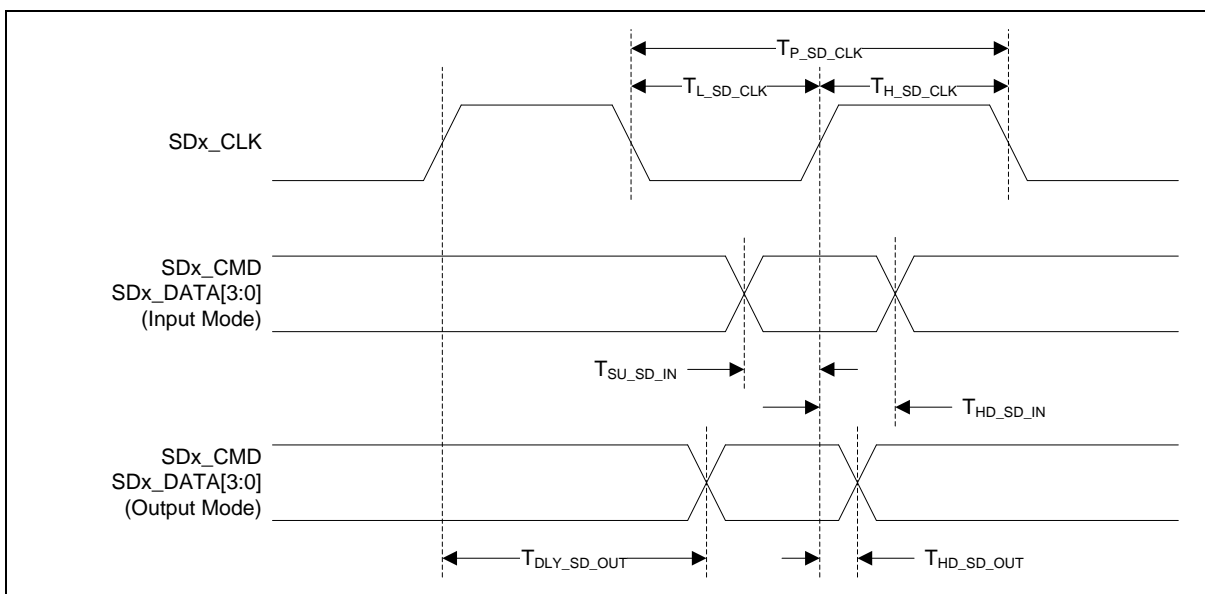 T_P_SD_CLK
T_L_SD_CLK
T_H_SD_CLK
SDx_CLK
SDx_CMD
SDx_DATA[3:0]
(Input Mode)
T_SU_SD_IN
T_HD_SD_IN
SDx_CMD
SDx_DATA[3:0]
(Output Mode)
T_DLY_SD_OUT
T_HD_SD_OUT